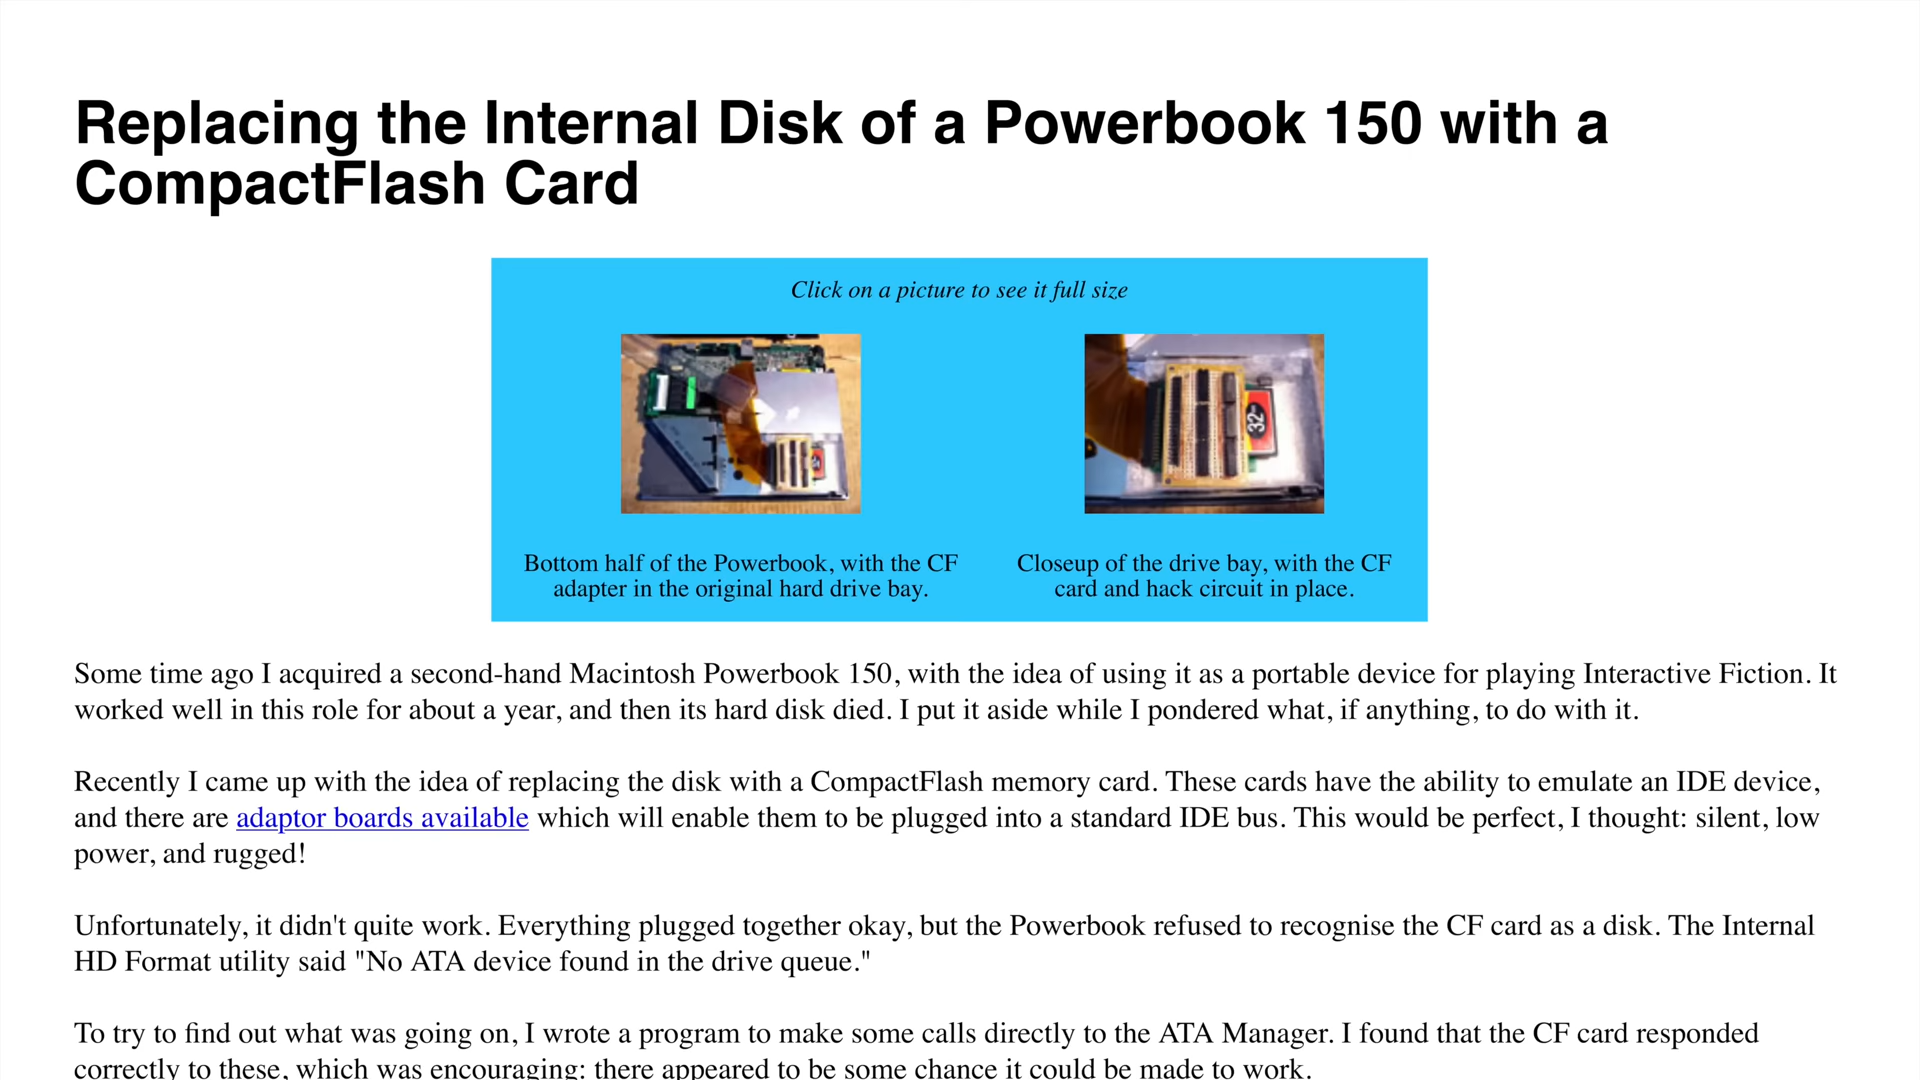 Replacing the Internal Disk of a Powerbook 150 with a
CompactFlash Card
Click on a picture to see it full size
32
Bottom half of the Powerbook, with the CF
adapter in the original hard drive bay.
Closeup of the drive bay, with the CF
card and hack circuit in place.
Some time ago I acquired a second-hand Macintosh Powerbook 150, with the idea of using it as a portable device for playing Interactive Fiction. It
worked well in this role for about a year, and then its hard disk died. I put it aside while I pondered what, if anything, to do with it.
Recently I came up with the idea of replacing the disk with a CompactFlash memory card. These cards have the ability to emulate an IDE device,
and there are adaptor boards available which will enable them to be plugged into a standard IDE bus. This would be perfect, I thought: silent, low
power, and rugged!
Unfortunately, it didn't quite work. Everything plugged together okay, but the Powerbook refused to recognise the CF card as a disk. The Internal
HD Format utility said "No ATA device found in the drive queue."
To try to find out what was going on, I wrote a program to make some calls directly to the ATA Manager. I found that the CF card responded
correctly to these, which was encouraging: there appeared to be some chance it could be made to work.